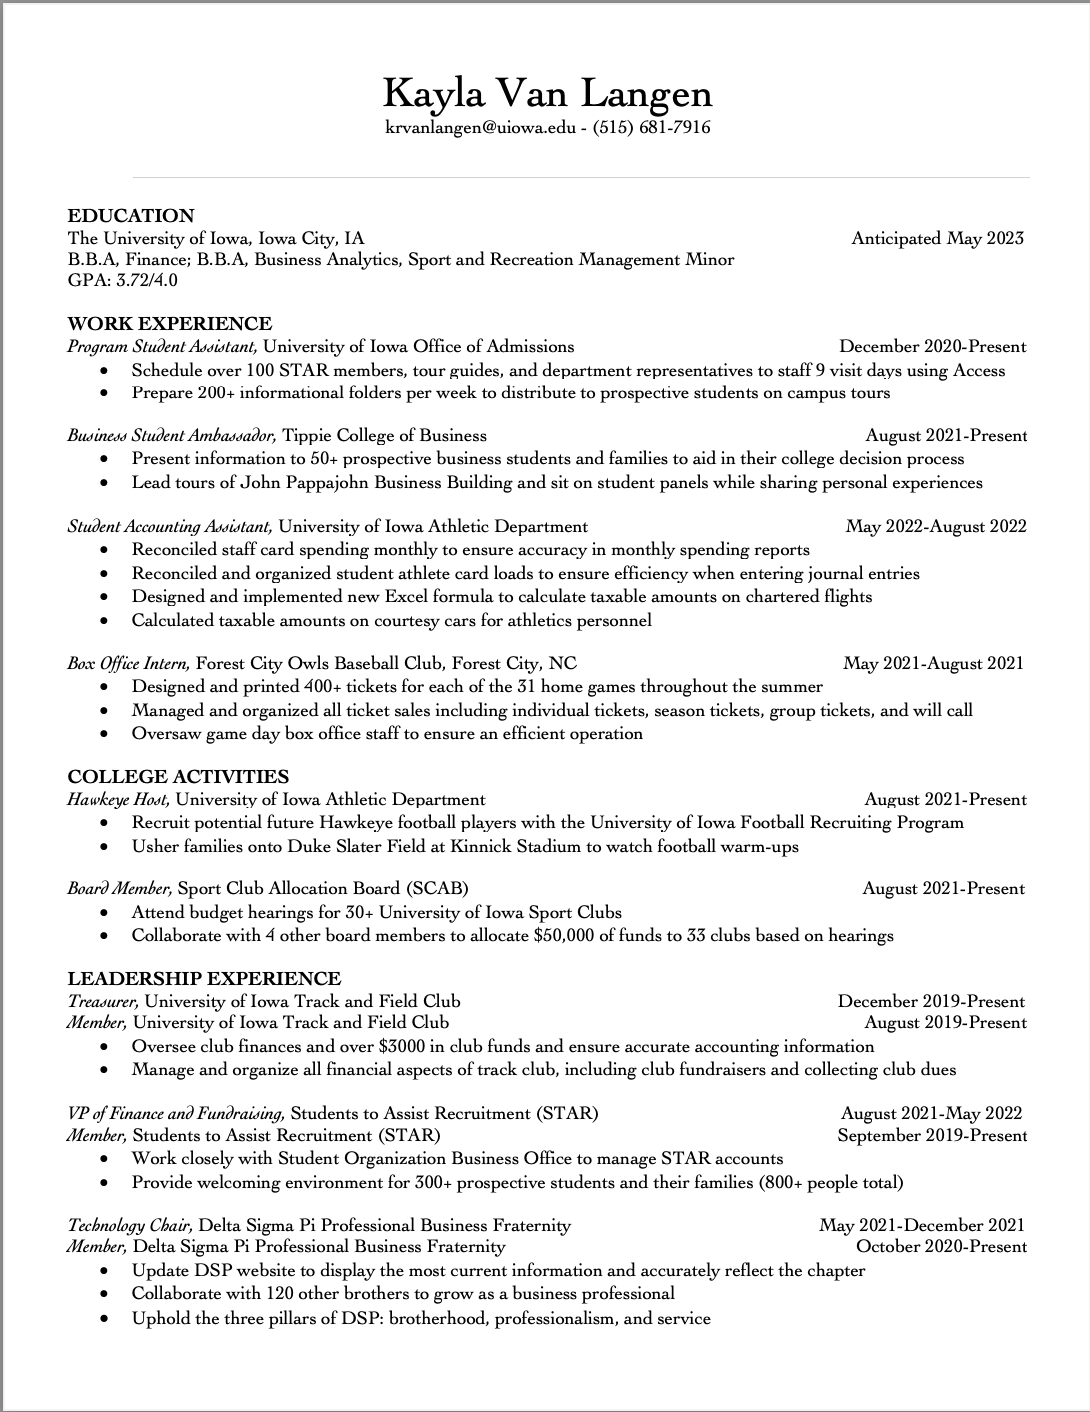 Kayla Van Langen
krvanlangen@uiowa.edu - (515) 681-7916
EDUCATION
The University of Iowa, Iowa City, IA Anticipated May 2023
B.B.A, Finance; B.B.A, Business Analytics, Sport and Recreation Management Minor
GPA: 3.72/4.0
WORK EXPERIENCE
Program Student Assistant, University of Iowa Office of Admissions December 2020-Present
• Schedule over 100 STAR members, tour guides, and department representatives to staff 9 visit days using Access
• Prepare 200+ informational folders per week to distribute to prospective students on campus tours
Business Student Ambassador, Tippie College of Business August 2021-Present
• Present information to 50+ prospective business students and families to aid in their college decision process
• Lead tours of John Pappajohn Business Building and sit on student panels while sharing personal experiences
Student Accounting Assistant, University of Iowa Athletic Department May 2022-August 2022
• Reconciled staff card spending monthly to ensure accuracy in monthly spending reports
• Reconciled and organized student athlete card loads to ensure efficiency when entering journal entries
• Designed and implemented new Excel formula to calculate taxable amounts on chartered flights
• Calculated taxable amounts on courtesy cars for athletics personnel
Box Office Intern, Forest City Owls Baseball Club, Forest City, NC May 2021-August 2021
• Designed and printed 400+ tickets for each of the 31 home games throughout the summer
• Managed and organized all ticket sales including individual tickets, season tickets, group tickets, and will call
• Oversaw game day box office staff to ensure an efficient operation
COLLEGE ACTIVITIES
Hawkeye Host, University of Iowa Athletic Department August 2021-Present
• Recruit potential future Hawkeye football players with the University of Iowa Football Recruiting Program
• Usher families onto Duke Slater Field at Kinnick Stadium to watch football warm-ups
Board Member, Sport Club Allocation Board (SCAB) August 2021-Present
• Attend budget hearings for 30+ University of Iowa Sport Clubs
• Collaborate with 4 other board members to allocate $50,000 of funds to 33 clubs based on hearings
LEADERSHIP EXPERIENCE
Treasurer, University of Iowa Track and Field Club December 2019-Present
Member, University of Iowa Track and Field Club August 2019-Present
• Oversee club finances and over $3000 in club funds and ensure accurate accounting information
• Manage and organize all financial aspects of track club, including club fundraisers and collecting club dues
VP of Finance and Fundraising, Students to Assist Recruitment (STAR) August 2021-May 2022
Member, Students to Assist Recruitment (STAR) September 2019-Present
• Work closely with Student Organization Business Office to manage STAR accounts
• Provide welcoming environment for 300+ prospective students and their families (800+ people total)
Technology Chair, Delta Sigma Pi Professional Business Fraternity May 2021-December 2021
Member, Delta Sigma Pi Professional Business Fraternity October 2020-Present
• Update DSP website to display the most current information and accurately reflect the chapter
• Collaborate with 120 other brothers to grow as a business professional
• Uphold the three pillars of DSP: brotherhood, professionalism, and service